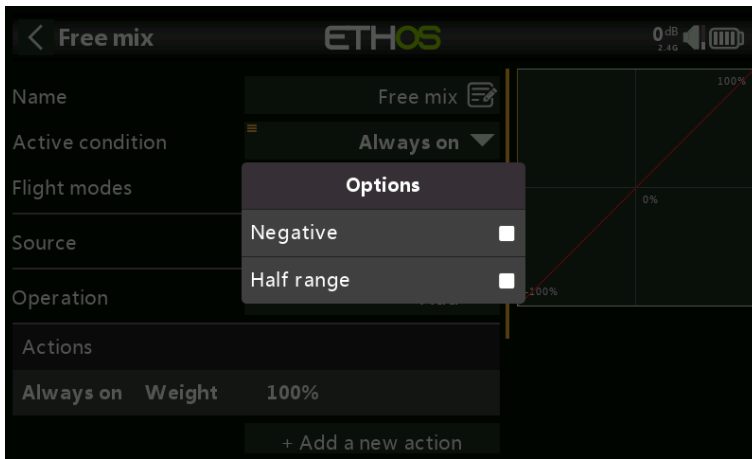 Free mix
ETHOS
0dB
2.4G
Name
Free mix
Active condition
Always on
Flight modes
Options
Negative
Half range
Source
Operation
Actions
Always on Weight 100%
+ Add a new action
100%
0%
-100%